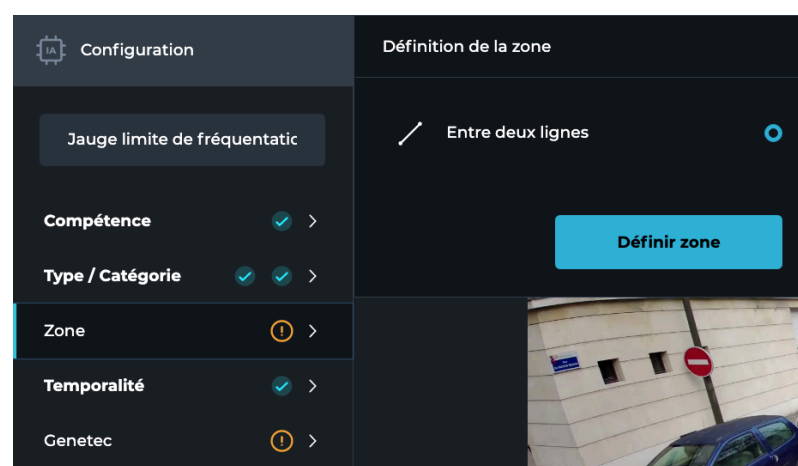 IA
Configuration
Définition de la zone
Jauge limite de fréquentatic
Entre deux lignes
Compétence
Définir zone
Type / Catégorie
Zone
Temporalité
Genetec